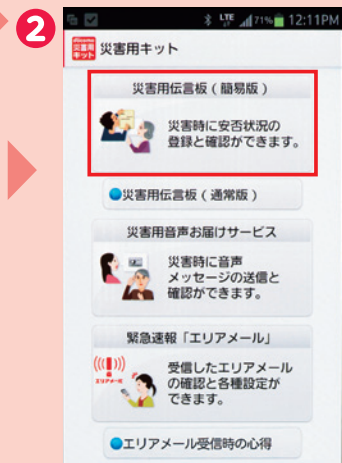 2
LTE 71% 12:11PM
docomo
災害用
キット
災害用キット
災害用伝言板(簡易版)
災害時に安否状況の
登録と確認ができます。
災害用伝言板(通常版)
災害用音声お届けサービス
災害時に音声
メッセージの送信と
確認ができます。
緊急速報「エリアメール」
エリアメール
受信したエリアメール
の確認と各種設定が
できます。
エリアメール受信時の心得